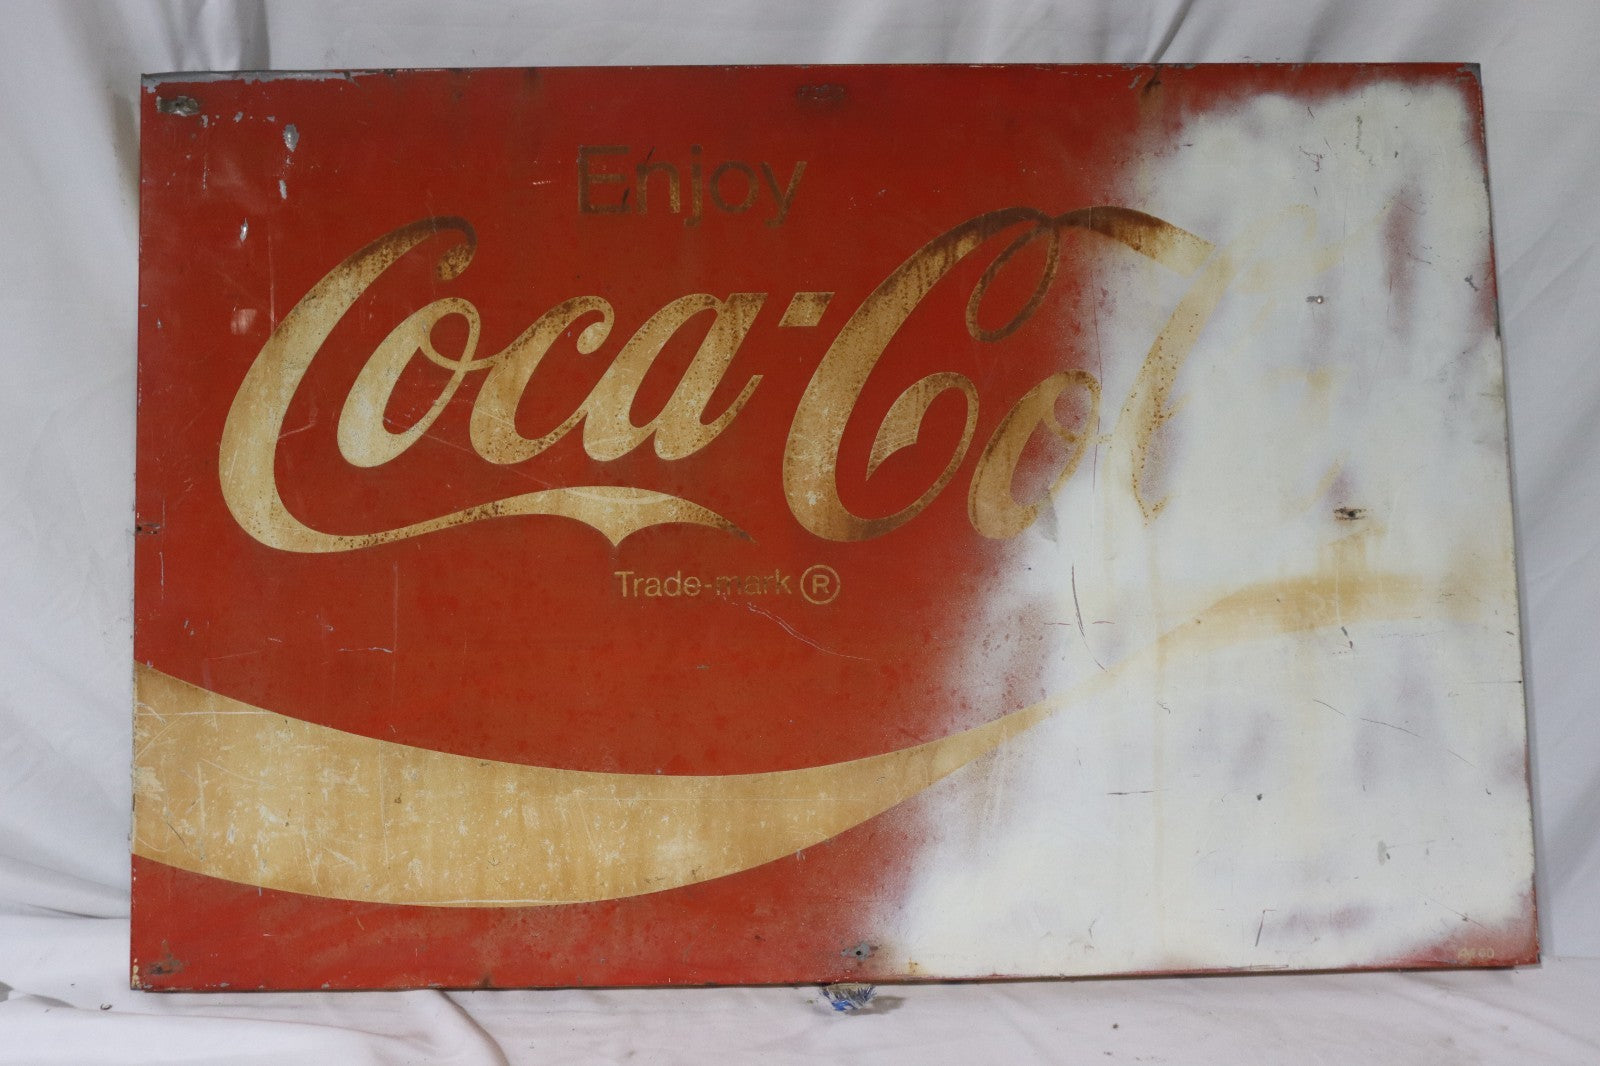 Enjoy
Coca-Col
Trade-mark ®